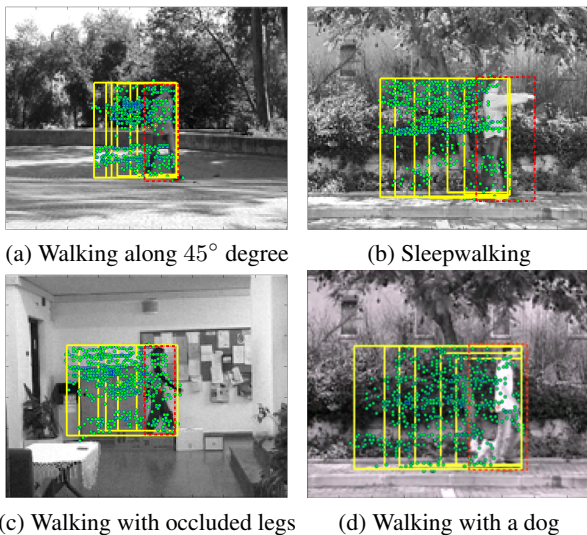 (a) Walking along 45° degree
(b) Sleepwalking
(c) Walking with occluded legs
(d) Walking with a dog